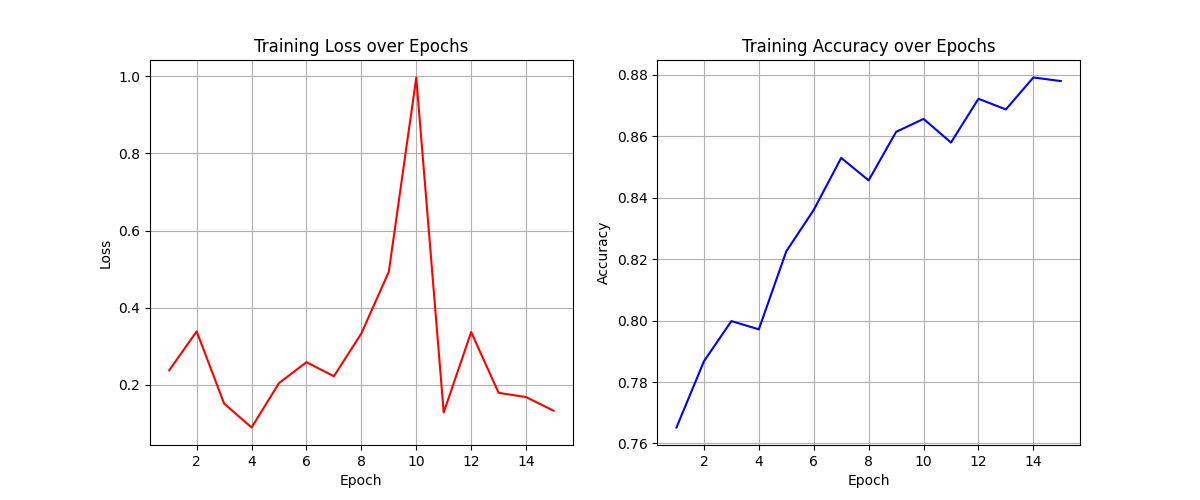 Training Loss over Epochs
1.0
0.8
0.6
0.4
0.2
Loss
2 4 6 8 10 12 14
Epoch
Training Accuracy over Epochs
0.88
0.86
0.84
0.82
0.80
0.78
0.76
Accuracy
2 4 6 8 10 12 14
Epoch